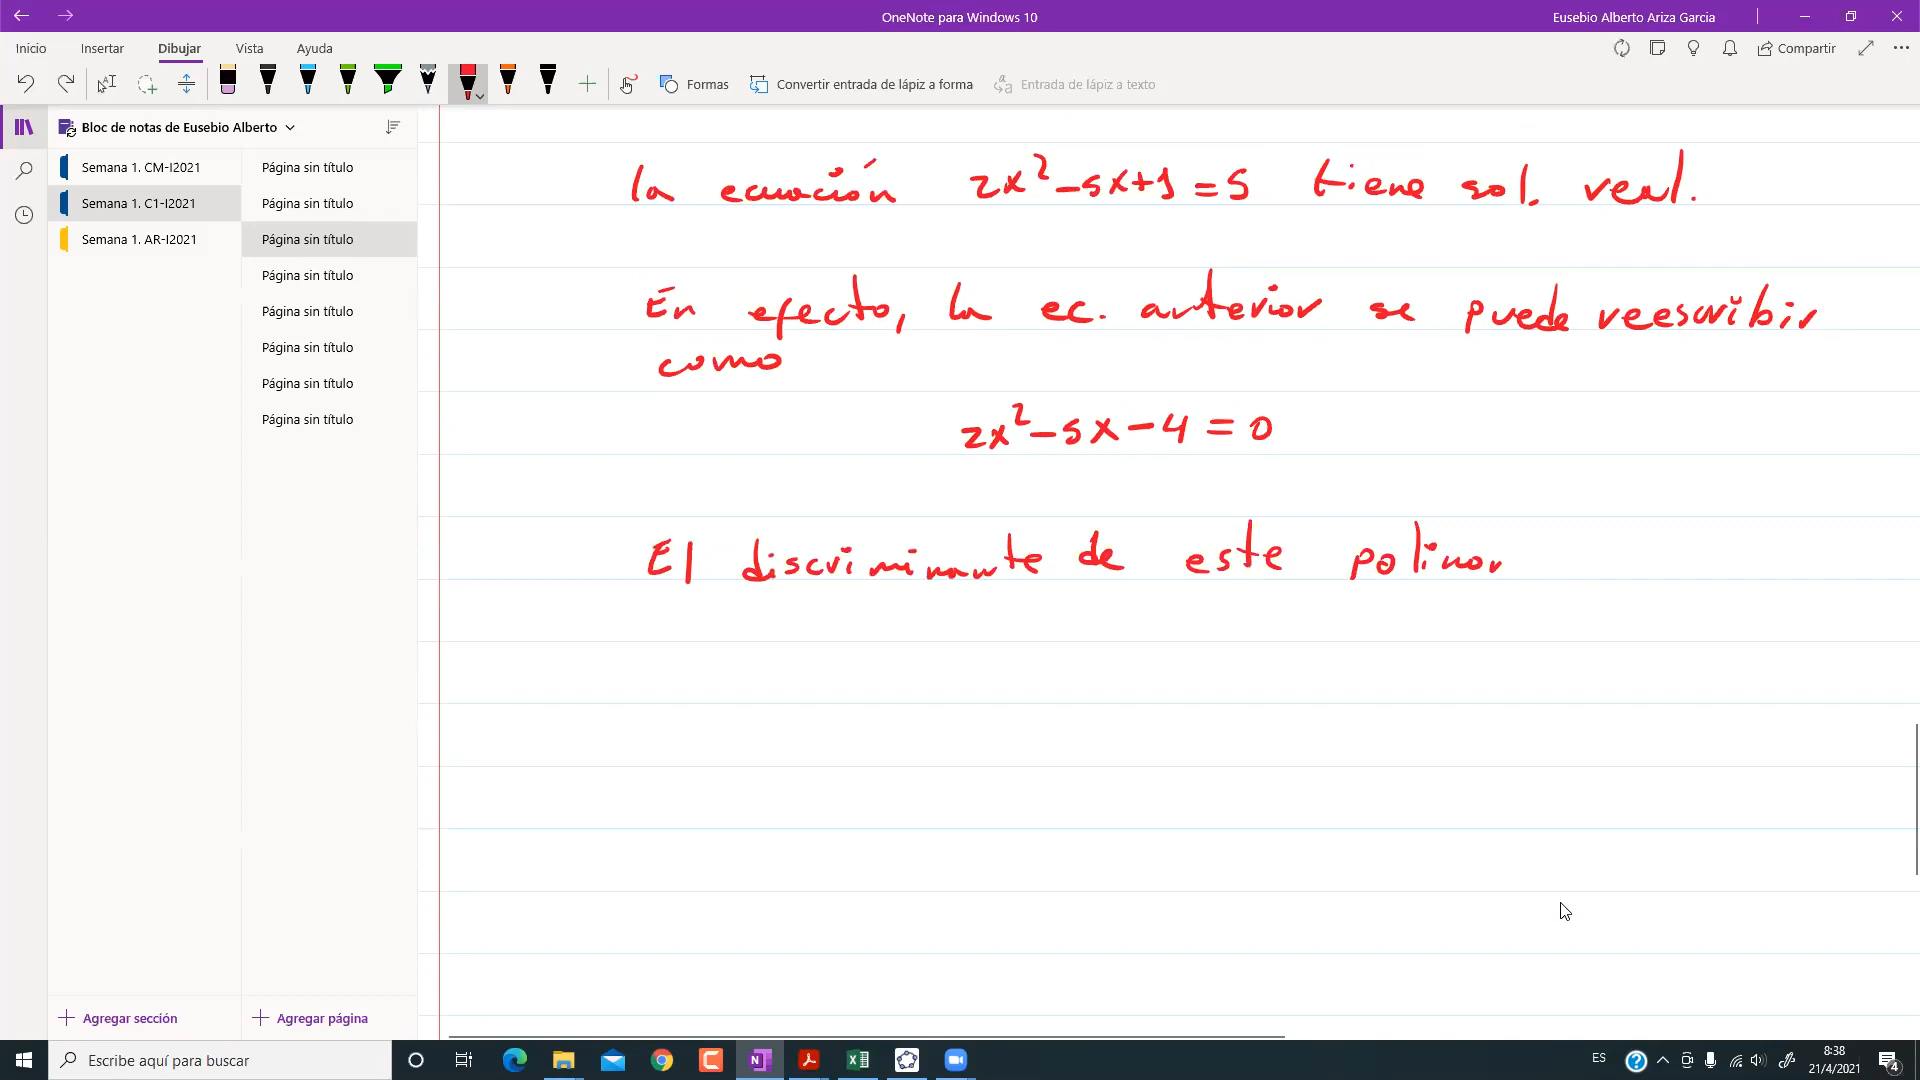 OneNote para Windows 10
Eusebio Alberto Ariza Garcia
Inicio
Insertar
Dibujar
Vista
Ayuda
Compartir
Formas
Convertir entrada de lápiz a forma
Entrada de lápiz a texto
Bloc de notas de Eusebio Alberto
Semana 1. CM-I2021
Semana 1. C1-I2021
Semana 1. AR-I2021
Página sin título
Página sin título
Página sin título
Página sin título
Página sin título
Página sin título
Página sin título
Página sin título
la ecuación 2x²-5x+1=5 tiene sol. real.
En efecto, la ec. anterior se puede reescribir
como
2x²-5x-4=0
El discriminante de este polinom
Agregar sección
Agregar página
Escribe aquí para buscar
ES
8:38
21/4/2021
4